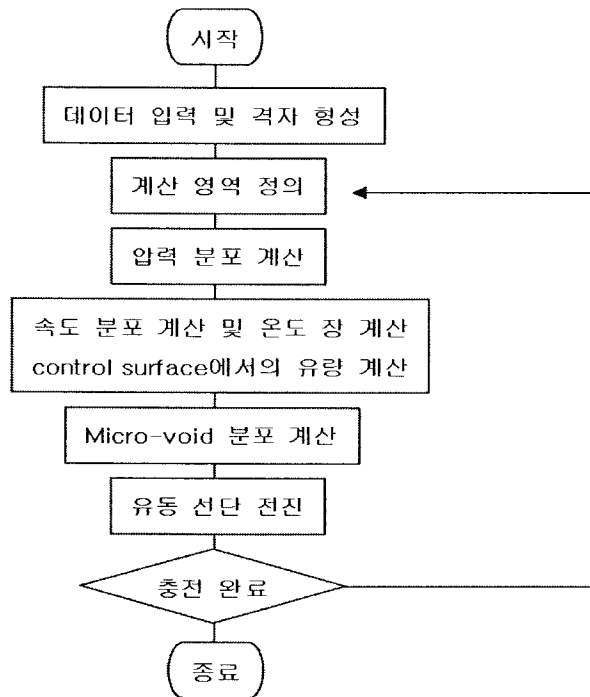 시작
데이터 입력 및 격자 형성
계산 영역 정의
압력 분포 계산
속도 분포 계산 및 온도 장 계산
control surface에서의 유량 계산
Micro-void 분포 계산
유동 선단 전진
충전 완료
종료